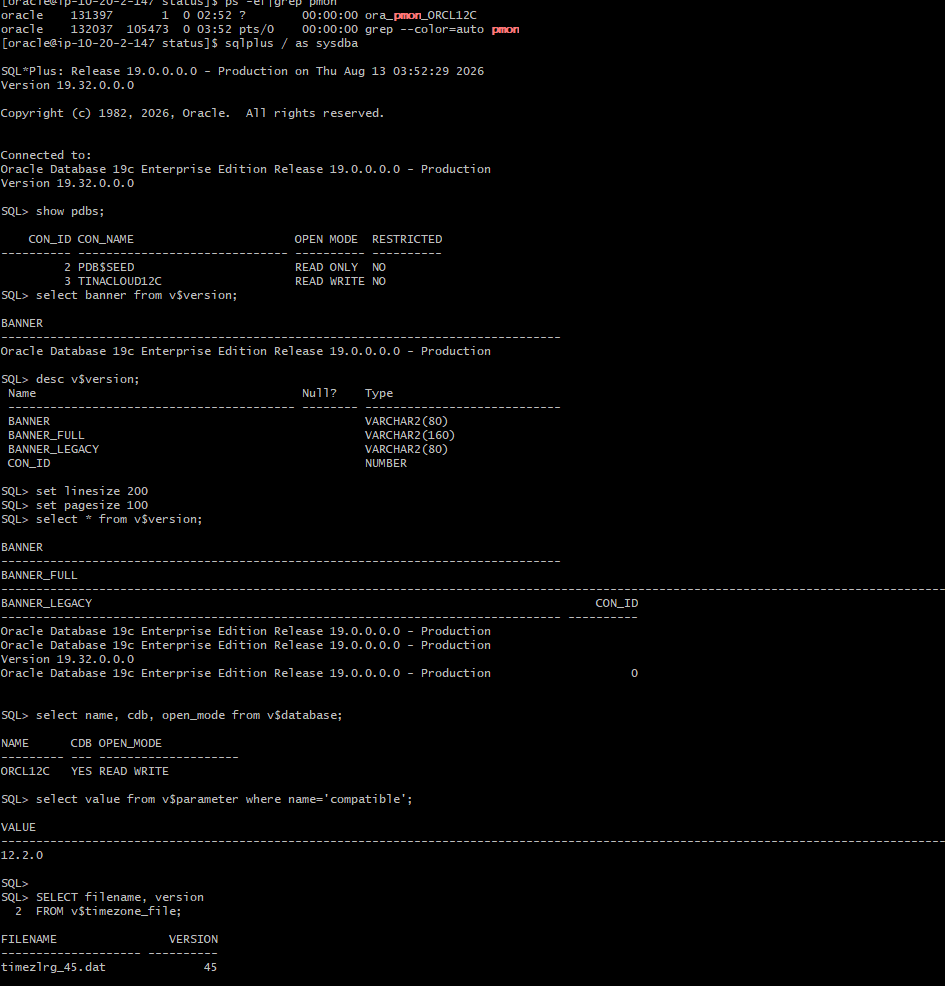 [oracle@ip-10-20-2-147 status]$ ps -ef|grep pmon
oracle    131397       1  0 02:52 ?        00:00:00 ora_pmon_ORCL12C
oracle    132037  105473  0 03:52 pts/0    00:00:00 grep --color=auto pmon
[oracle@ip-10-20-2-147 status]$ sqlplus / as sysdba
SQL*Plus: Release 19.0.0.0.0 - Production on Thu Aug 13 03:52:29 2026
Version 19.32.0.0.0
Copyright (c) 1982, 2026, Oracle.  All rights reserved.
Connected to:
Oracle Database 19c Enterprise Edition Release 19.0.0.0.0 - Production
Version 19.32.0.0.0
SQL> show pdbs;
    CON_ID CON_NAME                       OPEN MODE  RESTRICTED
---------- ------------------------------ ---------- ----------
         2 PDB$SEED                       READ ONLY  NO
         3 TINACLOUD12C                   READ WRITE NO
SQL> select banner from v$version;
BANNER
--------------------------------------------------------------------------------
Oracle Database 19c Enterprise Edition Release 19.0.0.0.0 - Production
SQL> desc v$version;
 Name                                      Null?    Type
 ----------------------------------------- -------- ----------------------------
 BANNER                                             VARCHAR2(80)
 BANNER_FULL                                        VARCHAR2(160)
 BANNER_LEGACY                                      VARCHAR2(80)
 CON_ID                                             NUMBER
SQL> set linesize 200
SQL> set pagesize 100
SQL> select * from v$version;
BANNER
--------------------------------------------------------------------------------
BANNER_FULL
---------------------------------------------------------------------------------------------------------------------------------------
BANNER_LEGACY                                                                        CON_ID
-------------------------------------------------------------------------------- ----------
Oracle Database 19c Enterprise Edition Release 19.0.0.0.0 - Production
Oracle Database 19c Enterprise Edition Release 19.0.0.0.0 - Production
Version 19.32.0.0.0
Oracle Database 19c Enterprise Edition Release 19.0.0.0.0 - Production                    0
SQL> select name, cdb, open_mode from v$database;
NAME      CDB OPEN_MODE
--------- --- --------------------
ORCL12C   YES READ WRITE
SQL> select value from v$parameter where name='compatible';
VALUE
---------------------------------------------------------------------------------------------------------------------------------------
12.2.0
SQL>
SQL> SELECT filename, version
  2  FROM v$timezone_file;
FILENAME                VERSION
-------------------- ----------
timezlrg_45.dat              45